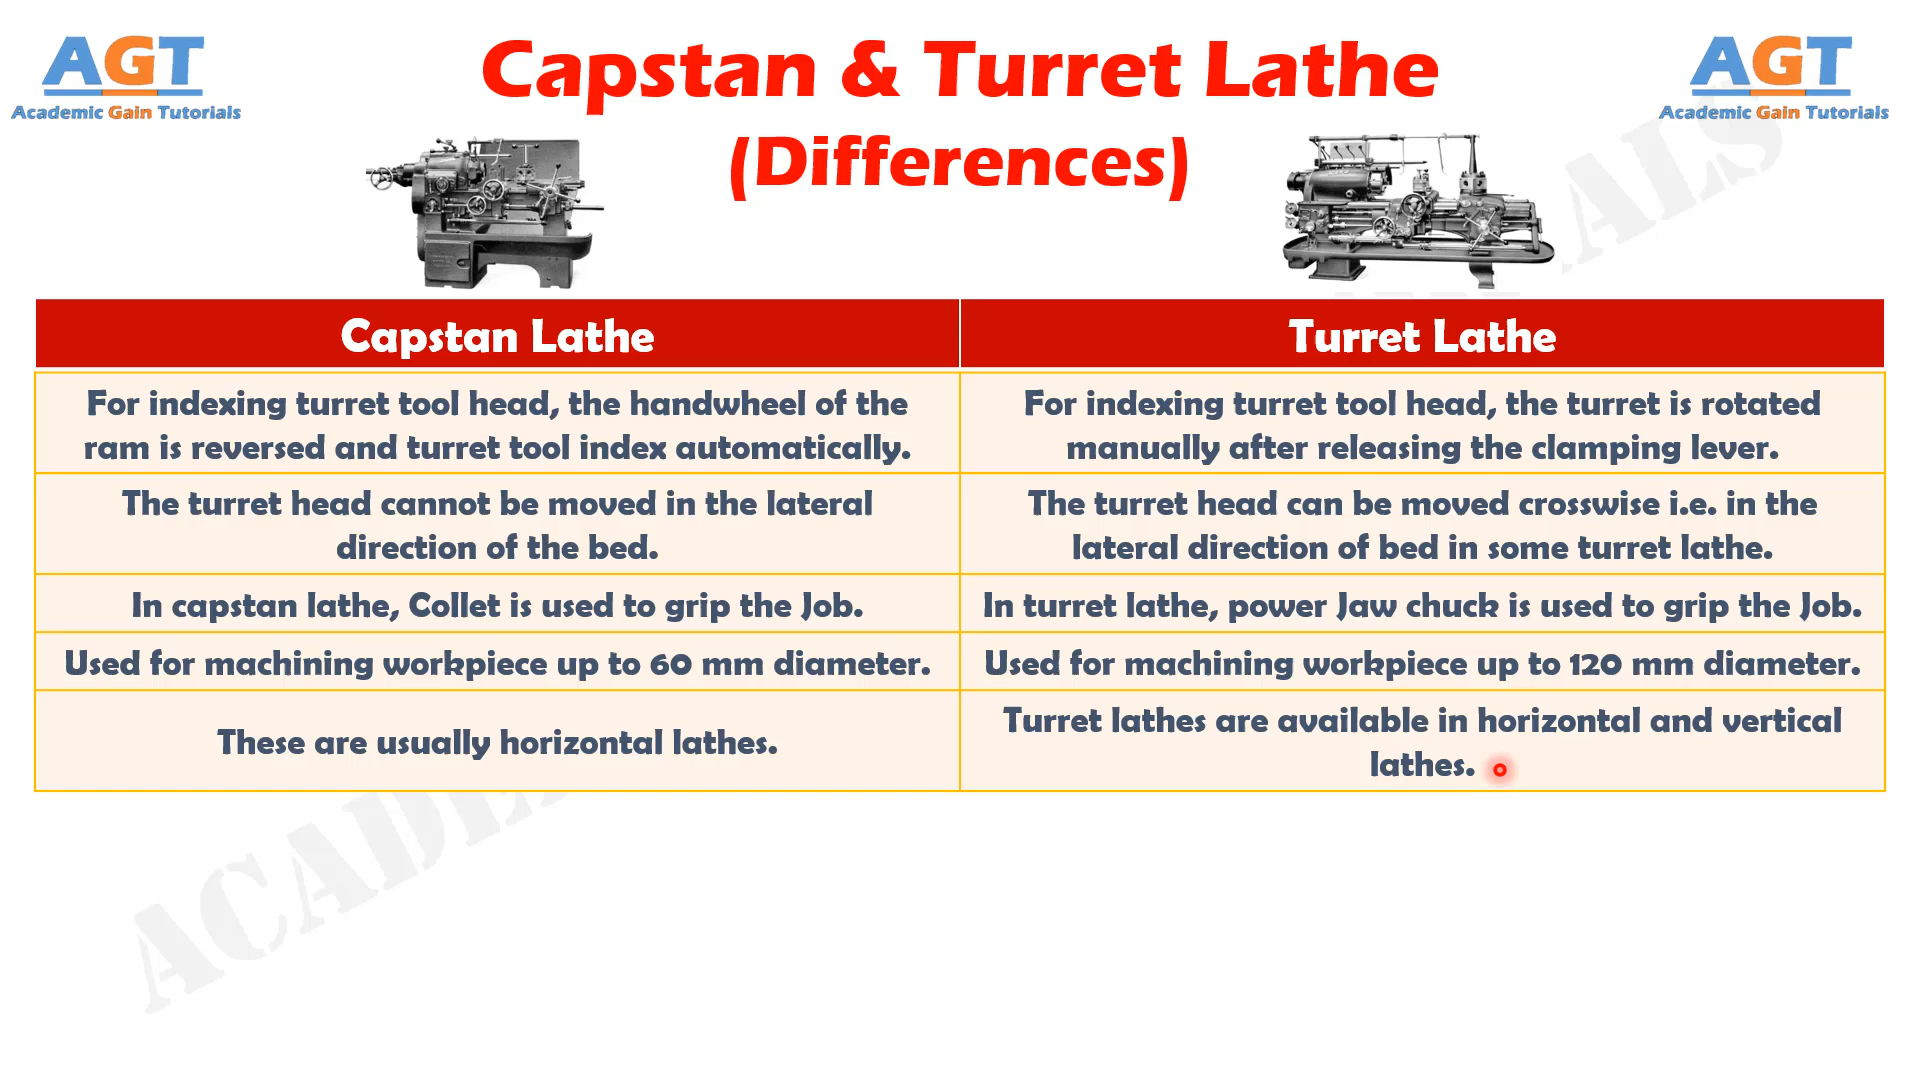 AGT
Academic Gain Tutorials
Capstan & Turret Lathe
(Differences)
AGT
Academic Gain Tutorials
Capstan Lathe
Turret Lathe
For indexing turret tool head, the handwheel of the
ram is reversed and turret tool index automatically.
For indexing turret tool head, the turret is rotated
manually after releasing the clamping lever.
The turret head cannot be moved in the lateral
direction of the bed.
The turret head can be moved crosswise i.e. in the
lateral direction of bed in some turret lathe.
In capstan lathe, Collet is used to grip the Job.
In turret lathe, power Jaw chuck is used to grip the Job.
Used for machining workpiece up to 60 mm diameter.
Used for machining workpiece up to 120 mm diameter.
These are usually horizontal lathes.
Turret lathes are available in horizontal and vertical
lathes.